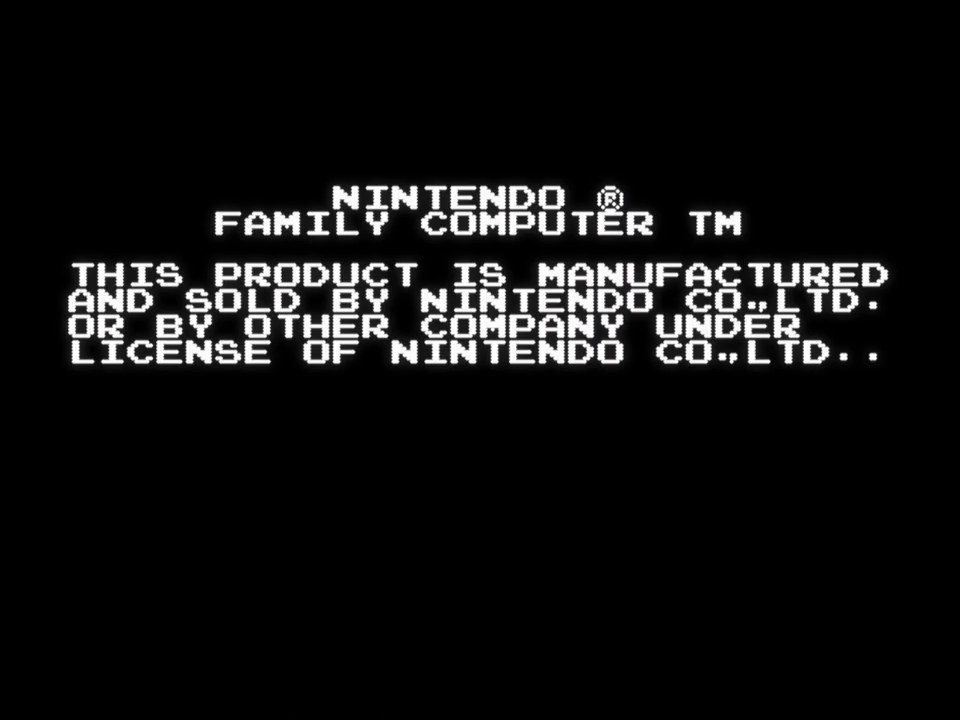 NINTENDO ®
FAMILY COMPUTER TM
THIS PRODUCT IS MANUFACTURED
AND SOLD BY NINTENDO CO.,LTD.
OR BY OTHER COMPANY UNDER
LICENSE OF NINTENDO CO.,LTD..